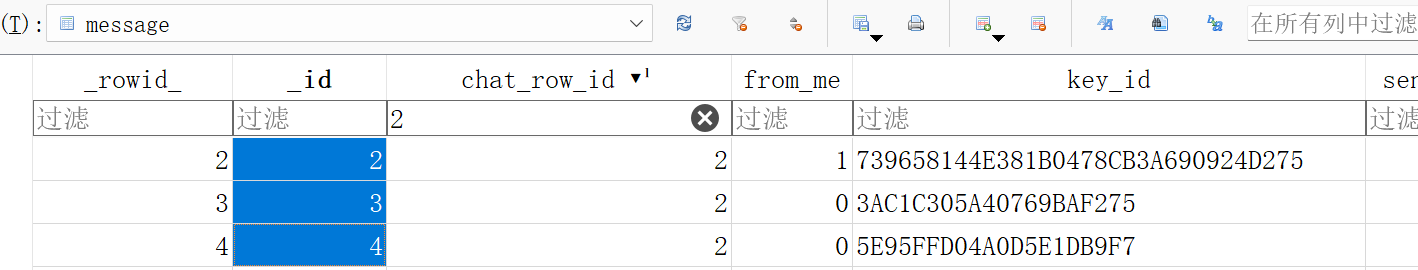 (T): message 在所有列中过滤
_rowid_ _id chat_row_id ▼1 from_me key_id ser
过滤 过滤 2 过滤 过滤 过滤
2 2 2 1 739658144E381B0478CB3A690924D275
3 3 2 0 3AC1C305A40769BAF275
4 4 2 0 5E95FFD04A0D5E1DB9F7